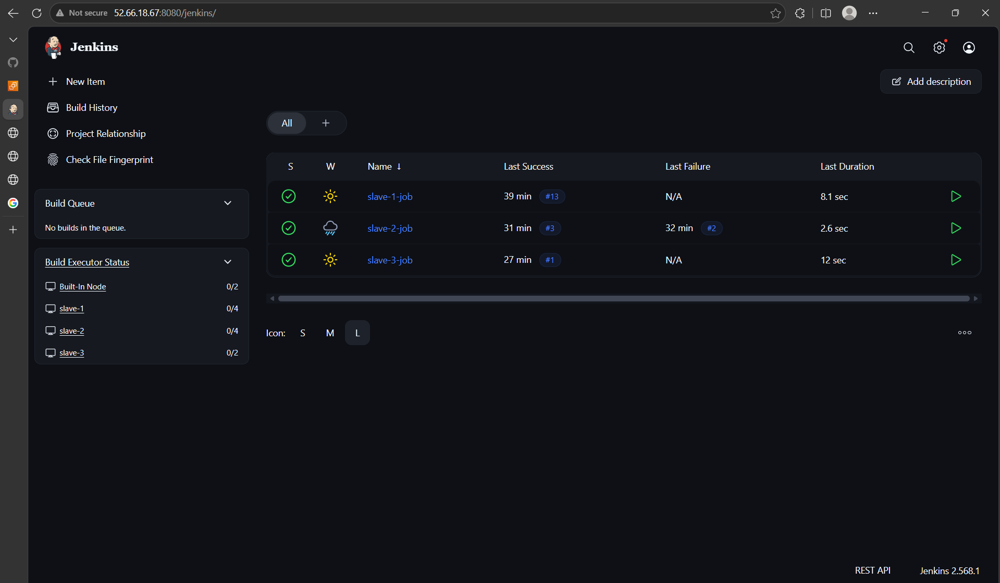 Not secure 52.66.18.67:8080/jenkins/
Jenkins
New Item
Add description
Build History
Project Relationship
Check File Fingerprint
Build Queue
No builds in the queue.
Build Executor Status
Built-In Node 0/2
slave-1 0/4
slave-2 0/4
slave-3 0/2
All
S W Name ↓ Last Success Last Failure Last Duration
slave-1-job 39 min #13 N/A 8.1 sec
slave-2-job 31 min #3 32 min #2 2.6 sec
slave-3-job 27 min #1 N/A 12 sec
Icon: S M L
REST API Jenkins 2.568.1